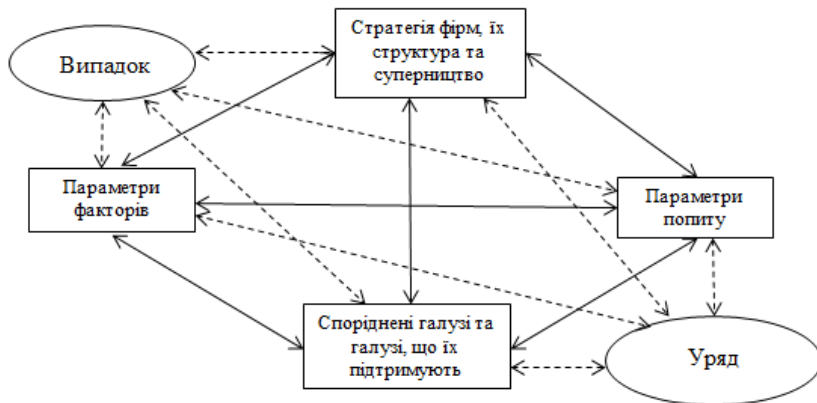 Стратегія фірм, їх
структура та
суперництво
Випадок
Параметри
факторів
Параметри
попиту
Споріднені галузі та
галузі, що їх
підтримують
Уряд